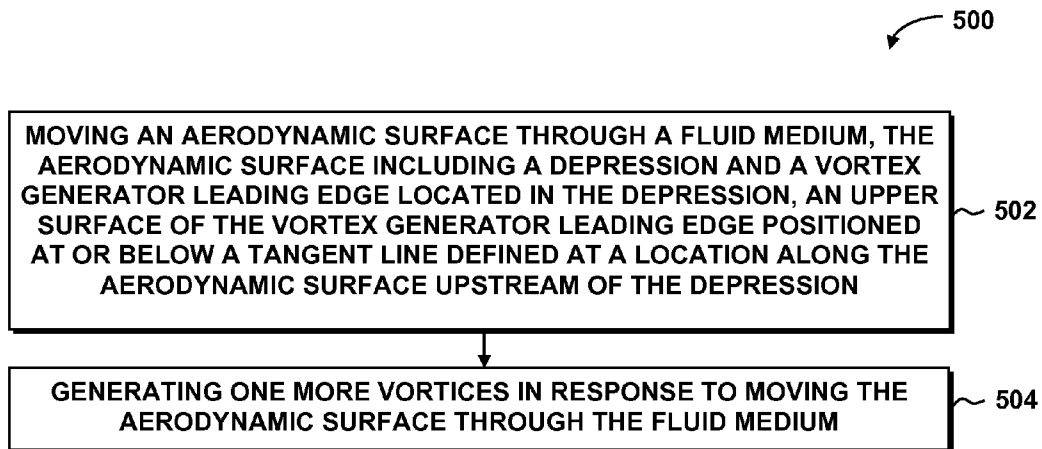 500
MOVING AN AERODYNAMIC SURFACE THROUGH A FLUID MEDIUM, THE
AERODYNAMIC SURFACE INCLUDING A DEPRESSION AND A VORTEX
GENERATOR LEADING EDGE LOCATED IN THE DEPRESSION, AN UPPER
SURFACE OF THE VORTEX GENERATOR LEADING EDGE POSITIONED
AT OR BELOW A TANGENT LINE DEFINED AT A LOCATION ALONG THE
AERODYNAMIC SURFACE UPSTREAM OF THE DEPRESSION
502
GENERATING ONE MORE VORTICES IN RESPONSE TO MOVING THE
AERODYNAMIC SURFACE THROUGH THE FLUID MEDIUM
504